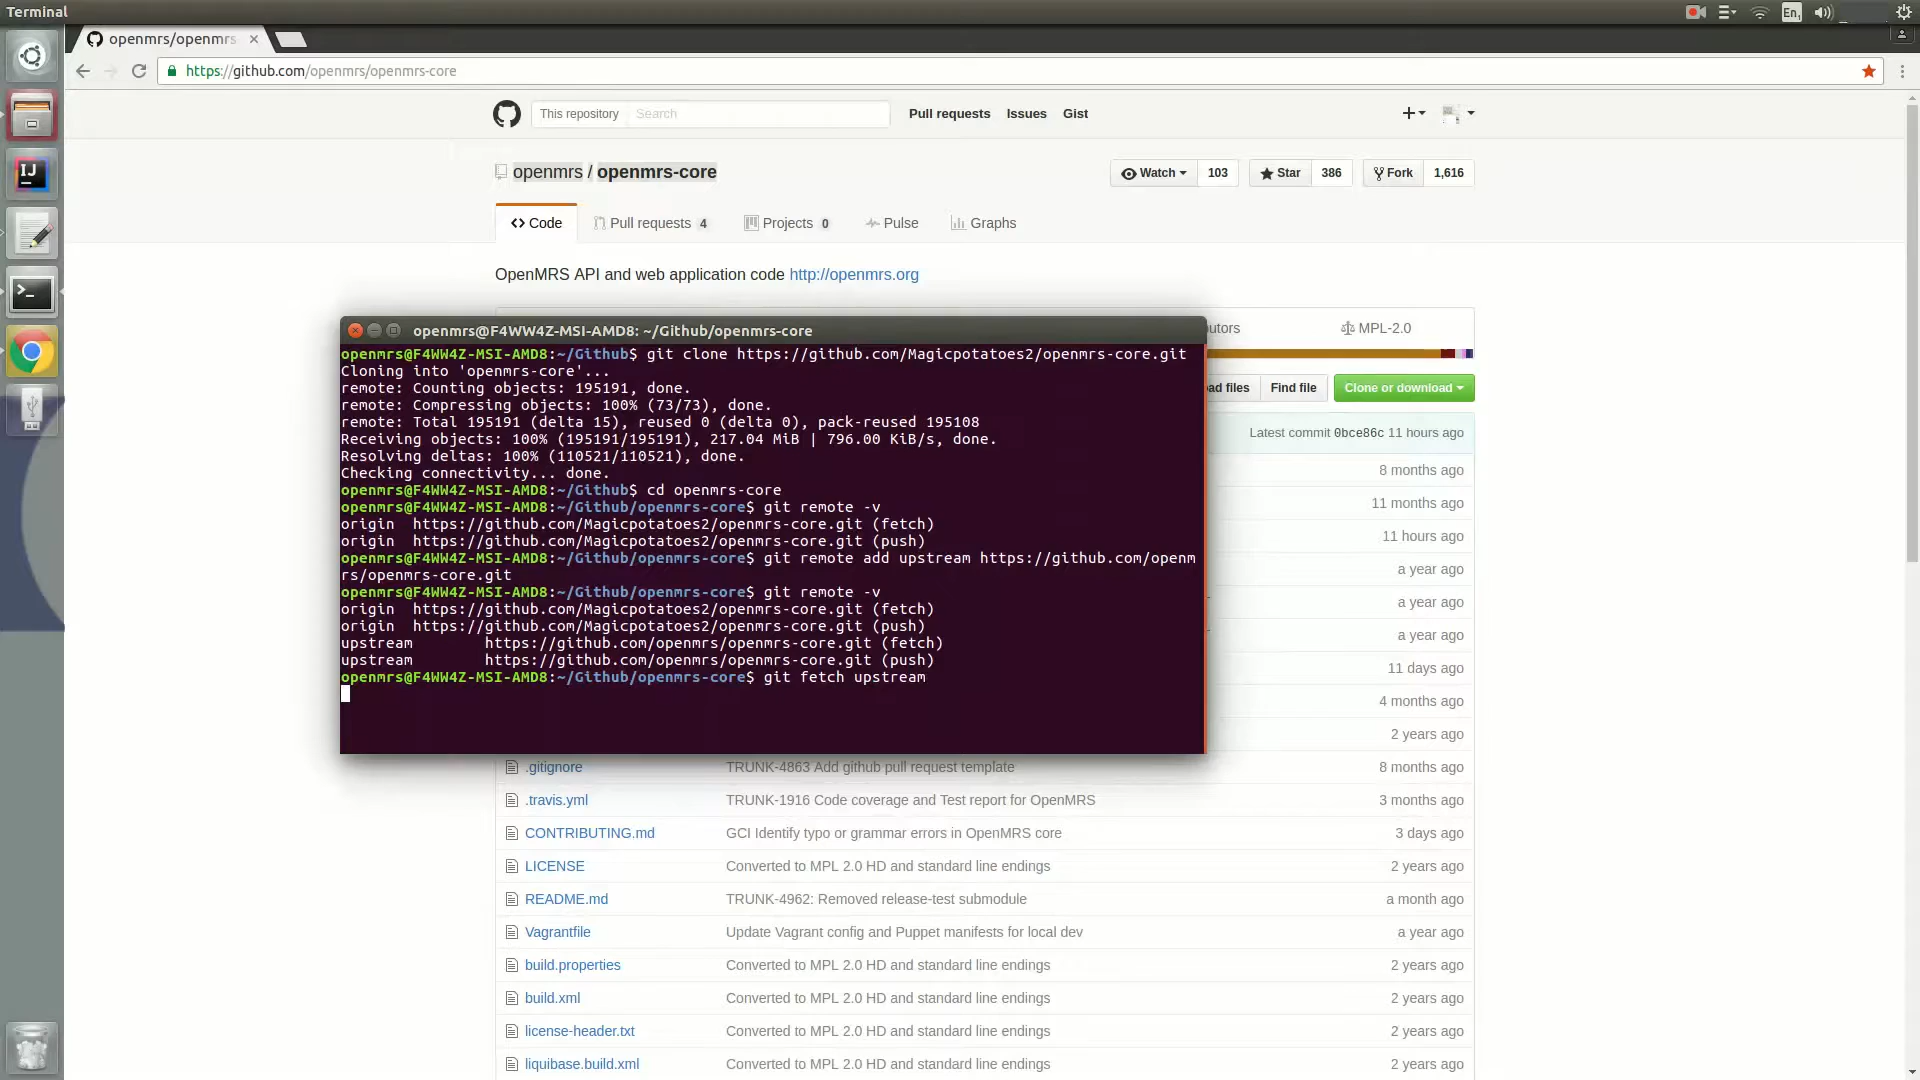 Terminal
En
openmrs/openmrs
https://github.com/openmrs/openmrs-core
This repository Search Pull requests Issues Gist
openmrs / openmrs-core
Watch 103 Star 386 Fork 1,616
Code Pull requests 4 Projects 0 Pulse Graphs
OpenMRS API and web application code http://openmrs.org
utors MPL-2.0
ad files Find file Clone or download
Latest commit 0bce86c 11 hours ago
8 months ago
11 months ago
11 hours ago
a year ago
a year ago
a year ago
11 days ago
4 months ago
2 years ago
openmrs@F4WW4Z-MSI-AMD8: ~/Github/openmrs-core
openmrs@F4WW4Z-MSI-AMD8:~/Github$ git clone https://github.com/Magicpotatoes2/openmrs-core.git
Cloning into 'openmrs-core'...
remote: Counting objects: 195191, done.
remote: Compressing objects: 100% (73/73), done.
remote: Total 195191 (delta 15), reused 0 (delta 0), pack-reused 195108
Receiving objects: 100% (195191/195191), 217.04 MiB | 796.00 KiB/s, done.
Resolving deltas: 100% (110521/110521), done.
Checking connectivity... done.
openmrs@F4WW4Z-MSI-AMD8:~/Github$ cd openmrs-core
openmrs@F4WW4Z-MSI-AMD8:~/Github/openmrs-core$ git remote -v
origin https://github.com/Magicpotatoes2/openmrs-core.git (fetch)
origin https://github.com/Magicpotatoes2/openmrs-core.git (push)
openmrs@F4WW4Z-MSI-AMD8:~/Github/openmrs-core$ git remote add upstream https://github.com/openm
rs/openmrs-core.git
openmrs@F4WW4Z-MSI-AMD8:~/Github/openmrs-core$ git remote -v
origin https://github.com/Magicpotatoes2/openmrs-core.git (fetch)
origin https://github.com/Magicpotatoes2/openmrs-core.git (push)
upstream https://github.com/openmrs/openmrs-core.git (fetch)
upstream https://github.com/openmrs/openmrs-core.git (push)
openmrs@F4WW4Z-MSI-AMD8:~/Github/openmrs-core$ git fetch upstream
.gitignore TRUNK-4863 Add github pull request template 8 months ago
.travis.yml TRUNK-1916 Code coverage and Test report for OpenMRS 3 months ago
CONTRIBUTING.md GCI Identify typo or grammar errors in OpenMRS core 3 days ago
LICENSE Converted to MPL 2.0 HD and standard line endings 2 years ago
README.md TRUNK-4962: Removed release-test submodule a month ago
Vagrantfile Update Vagrant config and Puppet manifests for local dev a year ago
build.properties Converted to MPL 2.0 HD and standard line endings 2 years ago
build.xml Converted to MPL 2.0 HD and standard line endings 2 years ago
license-header.txt Converted to MPL 2.0 HD and standard line endings 2 years ago
liquibase.build.xml Converted to MPL 2.0 HD and standard line endings 2 years ago
IJ